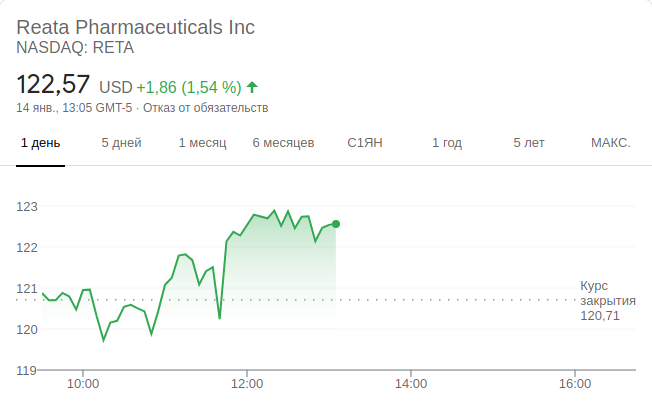 Reata Pharmaceuticals Inc
NASDAQ: RETA
122,57 USD +1,86 (1,54 %)
14 янв., 13:05 GMT-5 · Отказ от обязательств
1 день 5 дней 1 месяц 6 месяцев С1ЯН 1 год 5 лет МАКС.
123
122
121
120
119
Курс
закрытия
120,71
10:00 12:00 14:00 16:00